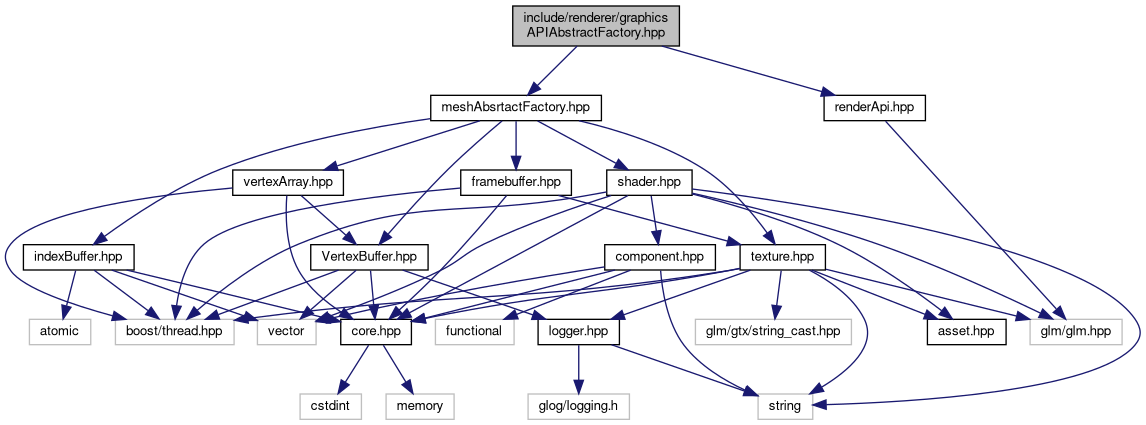 include/renderer/graphics
APIAbstractFactory.hpp
meshAbsrtactFactory.hpp
renderApi.hpp
vertexArray.hpp
framebuffer.hpp
shader.hpp
indexBuffer.hpp
VertexBuffer.hpp
component.hpp
texture.hpp
atomic
boost/thread.hpp
vector
core.hpp
functional
logger.hpp
glm/gtx/string_cast.hpp
asset.hpp
glm/glm.hpp
cstdint
memory
glog/logging.h
string